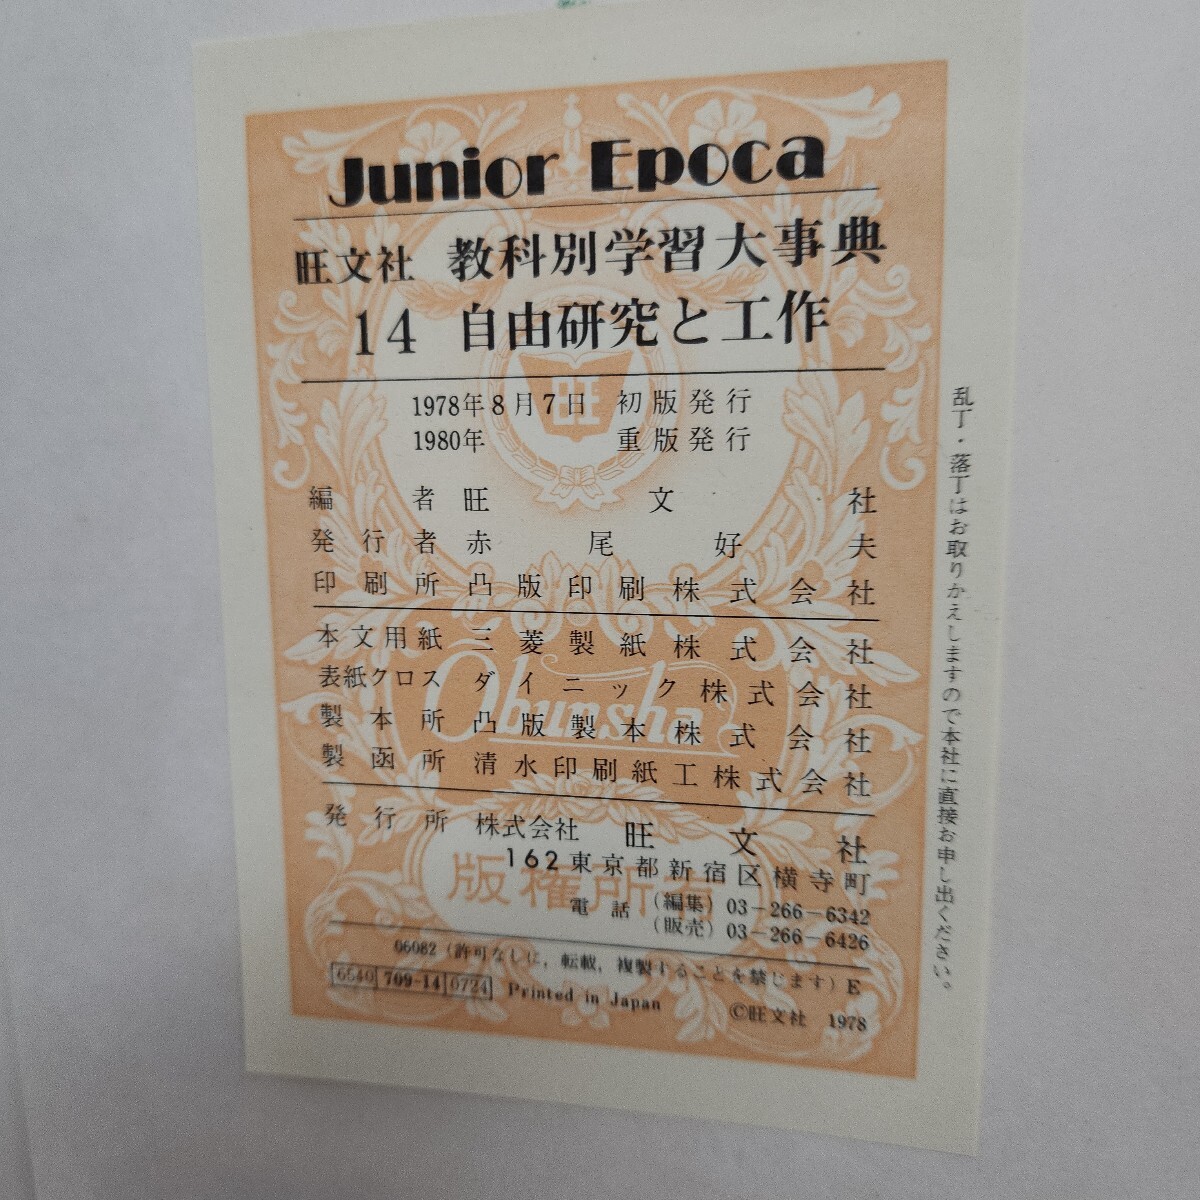 Junior Epoca
旺文社 教科別学習大事典
14 自由研究と工作
1978年8月7日 初版発行
1980年 重版発行
編者 旺文社
発行者 赤尾好夫
印刷所 凸版印刷株式会社
本文用紙 三菱製紙株式会社
表紙クロス ダイニック株式会社
製本所 凸版製本株式会社
製函所 清水印刷紙工株式会社
発行所 株式会社 旺文社
162 東京都新宿区横寺町
電話 (編集) 03-266-6342
(販売) 03-266-6426
06082 (許可なしに，転載，複製することを禁じます) E
6540 709-14 0724 Printed in Japan
©旺文社 1978
乱丁・落丁はお取りかえしますので本社に直接お申し出ください。
旺
Obunsha
版權所有